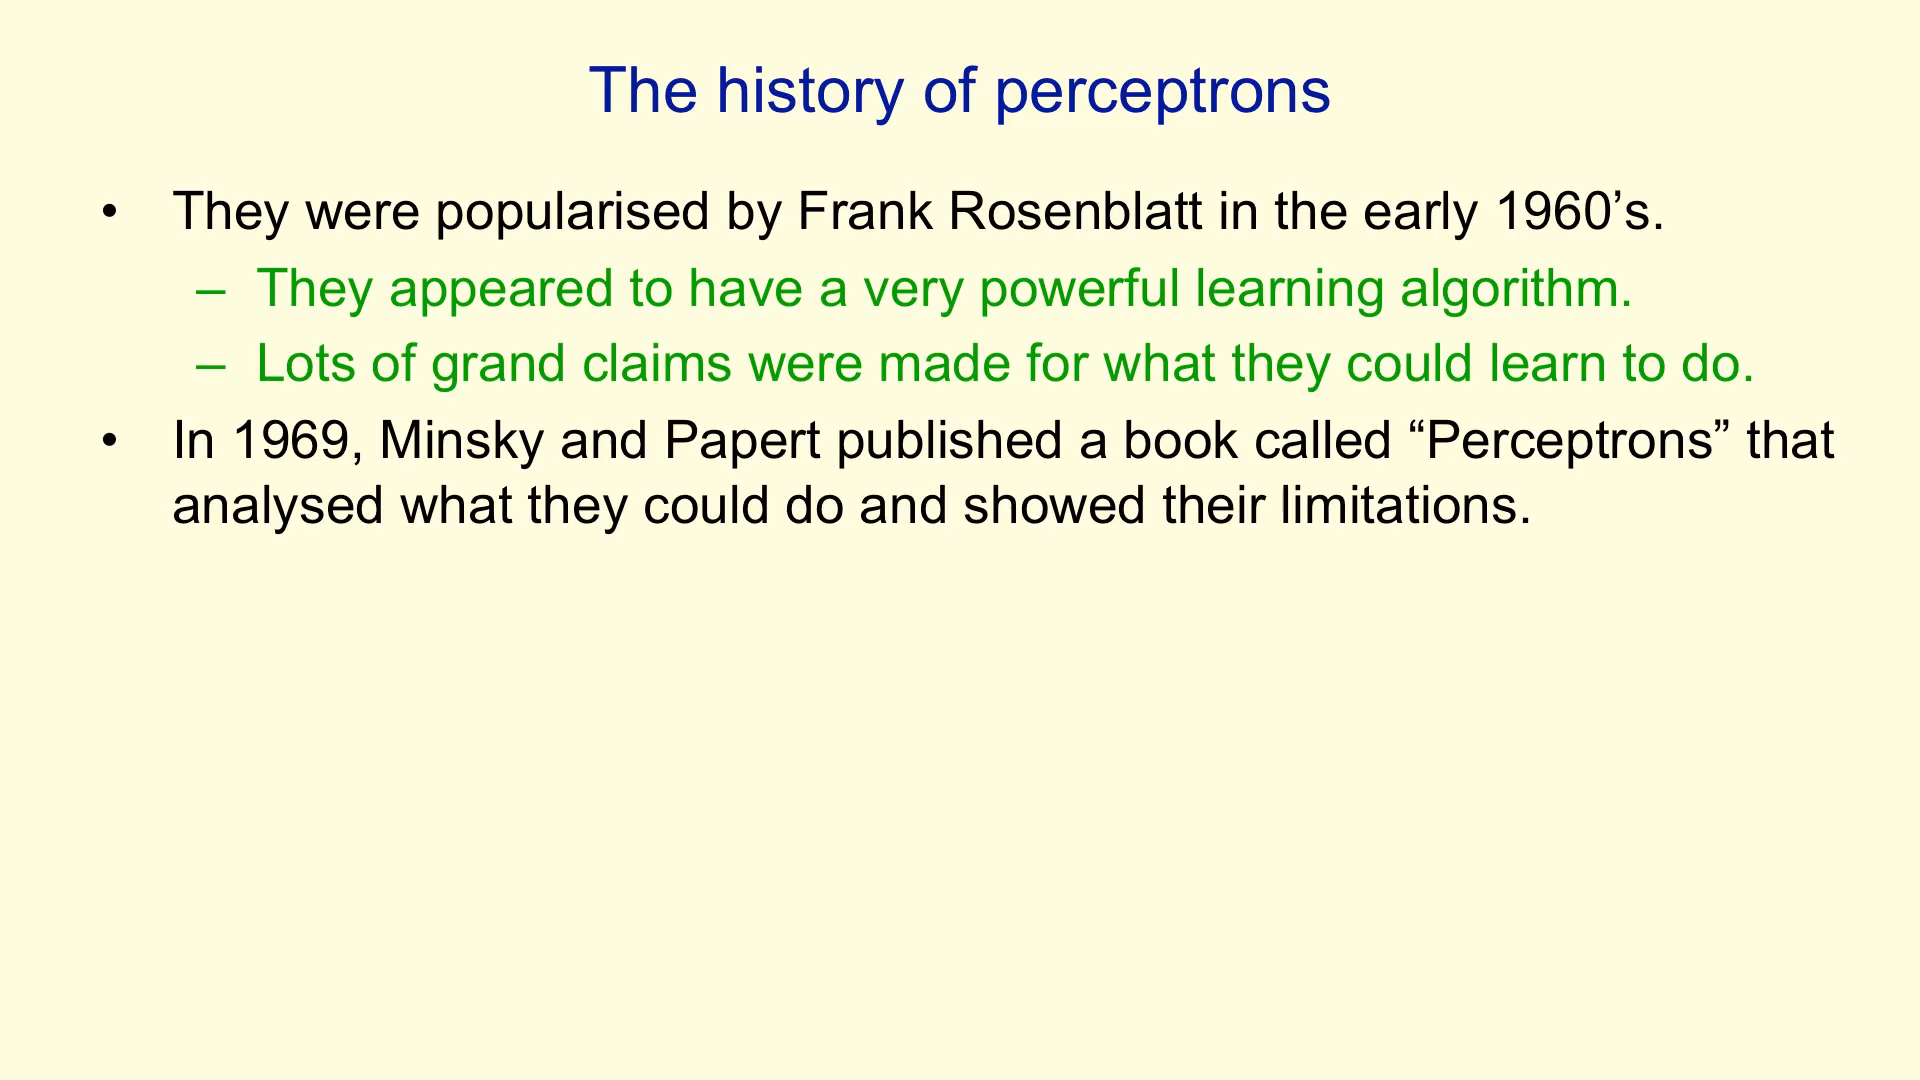 The history of perceptrons
• They were popularised by Frank Rosenblatt in the early 1960’s.
– They appeared to have a very powerful learning algorithm.
– Lots of grand claims were made for what they could learn to do.
• In 1969, Minsky and Papert published a book called “Perceptrons” that
analysed what they could do and showed their limitations.